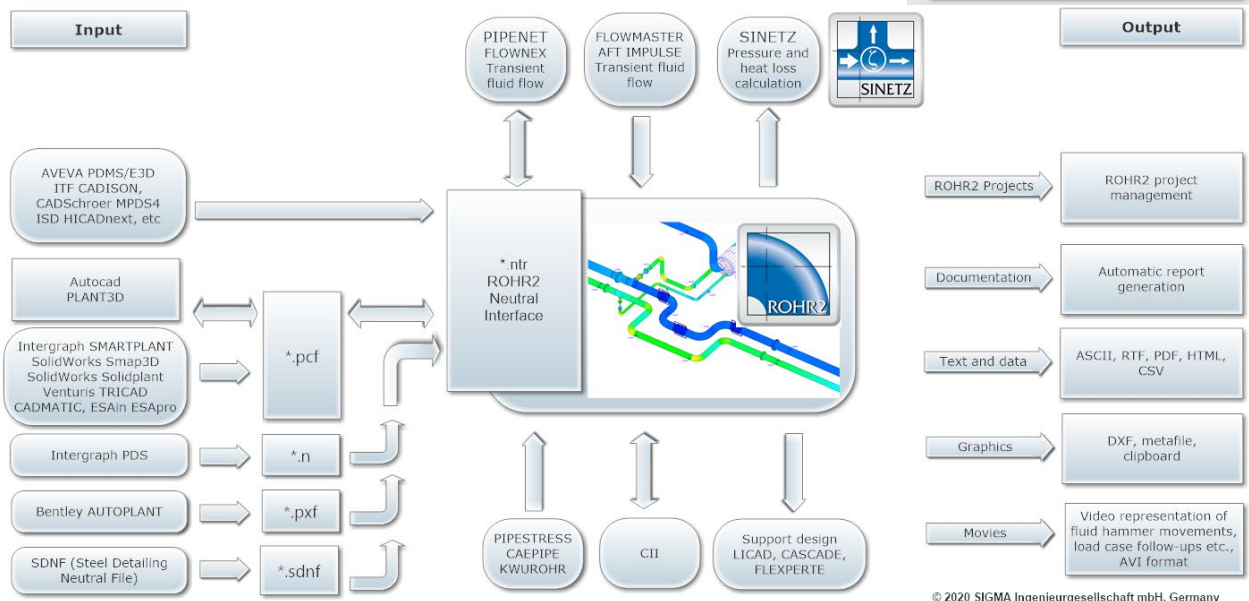 Input
PIPENET
FLOWNEX
Transient
fluid flow
FLOWMASTER
AFT IMPULSE
Transient fluid
flow
SINETZ
Pressure and
heat loss
calculation
ζ
SINETZ
Output
AVEVA PDMS/E3D
ITF CADISON,
CADSchroer MPDS4
ISD HICADnext, etc
Autocad
PLANT3D
Intergraph SMARTPLANT
SolidWorks Smap3D
SolidWorks Solidplant
Venturis TRICAD
CADMATIC, ESAin ESApro
*.pcf
Intergraph PDS
*.n
Bentley AUTOPLANT
*.pxf
SDNF (Steel Detailing
Neutral File)
*.sdnf
*.ntr
ROHR2
Neutral
Interface
ROHR2
PIPESTRESS
CAEPIPE
KWUROHR
CII
Support design
LICAD, CASCADE,
FLEXPERTE
ROHR2 Projects
ROHR2 project
management
Documentation
Automatic report
generation
Text and data
ASCII, RTF, PDF, HTML,
CSV
Graphics
DXF, metafile,
clipboard
Movies
Video representation of
fluid hammer movements,
load case follow-ups etc.,
AVI format
© 2020 SIGMA Ingenieurgesellschaft mbH, Germany